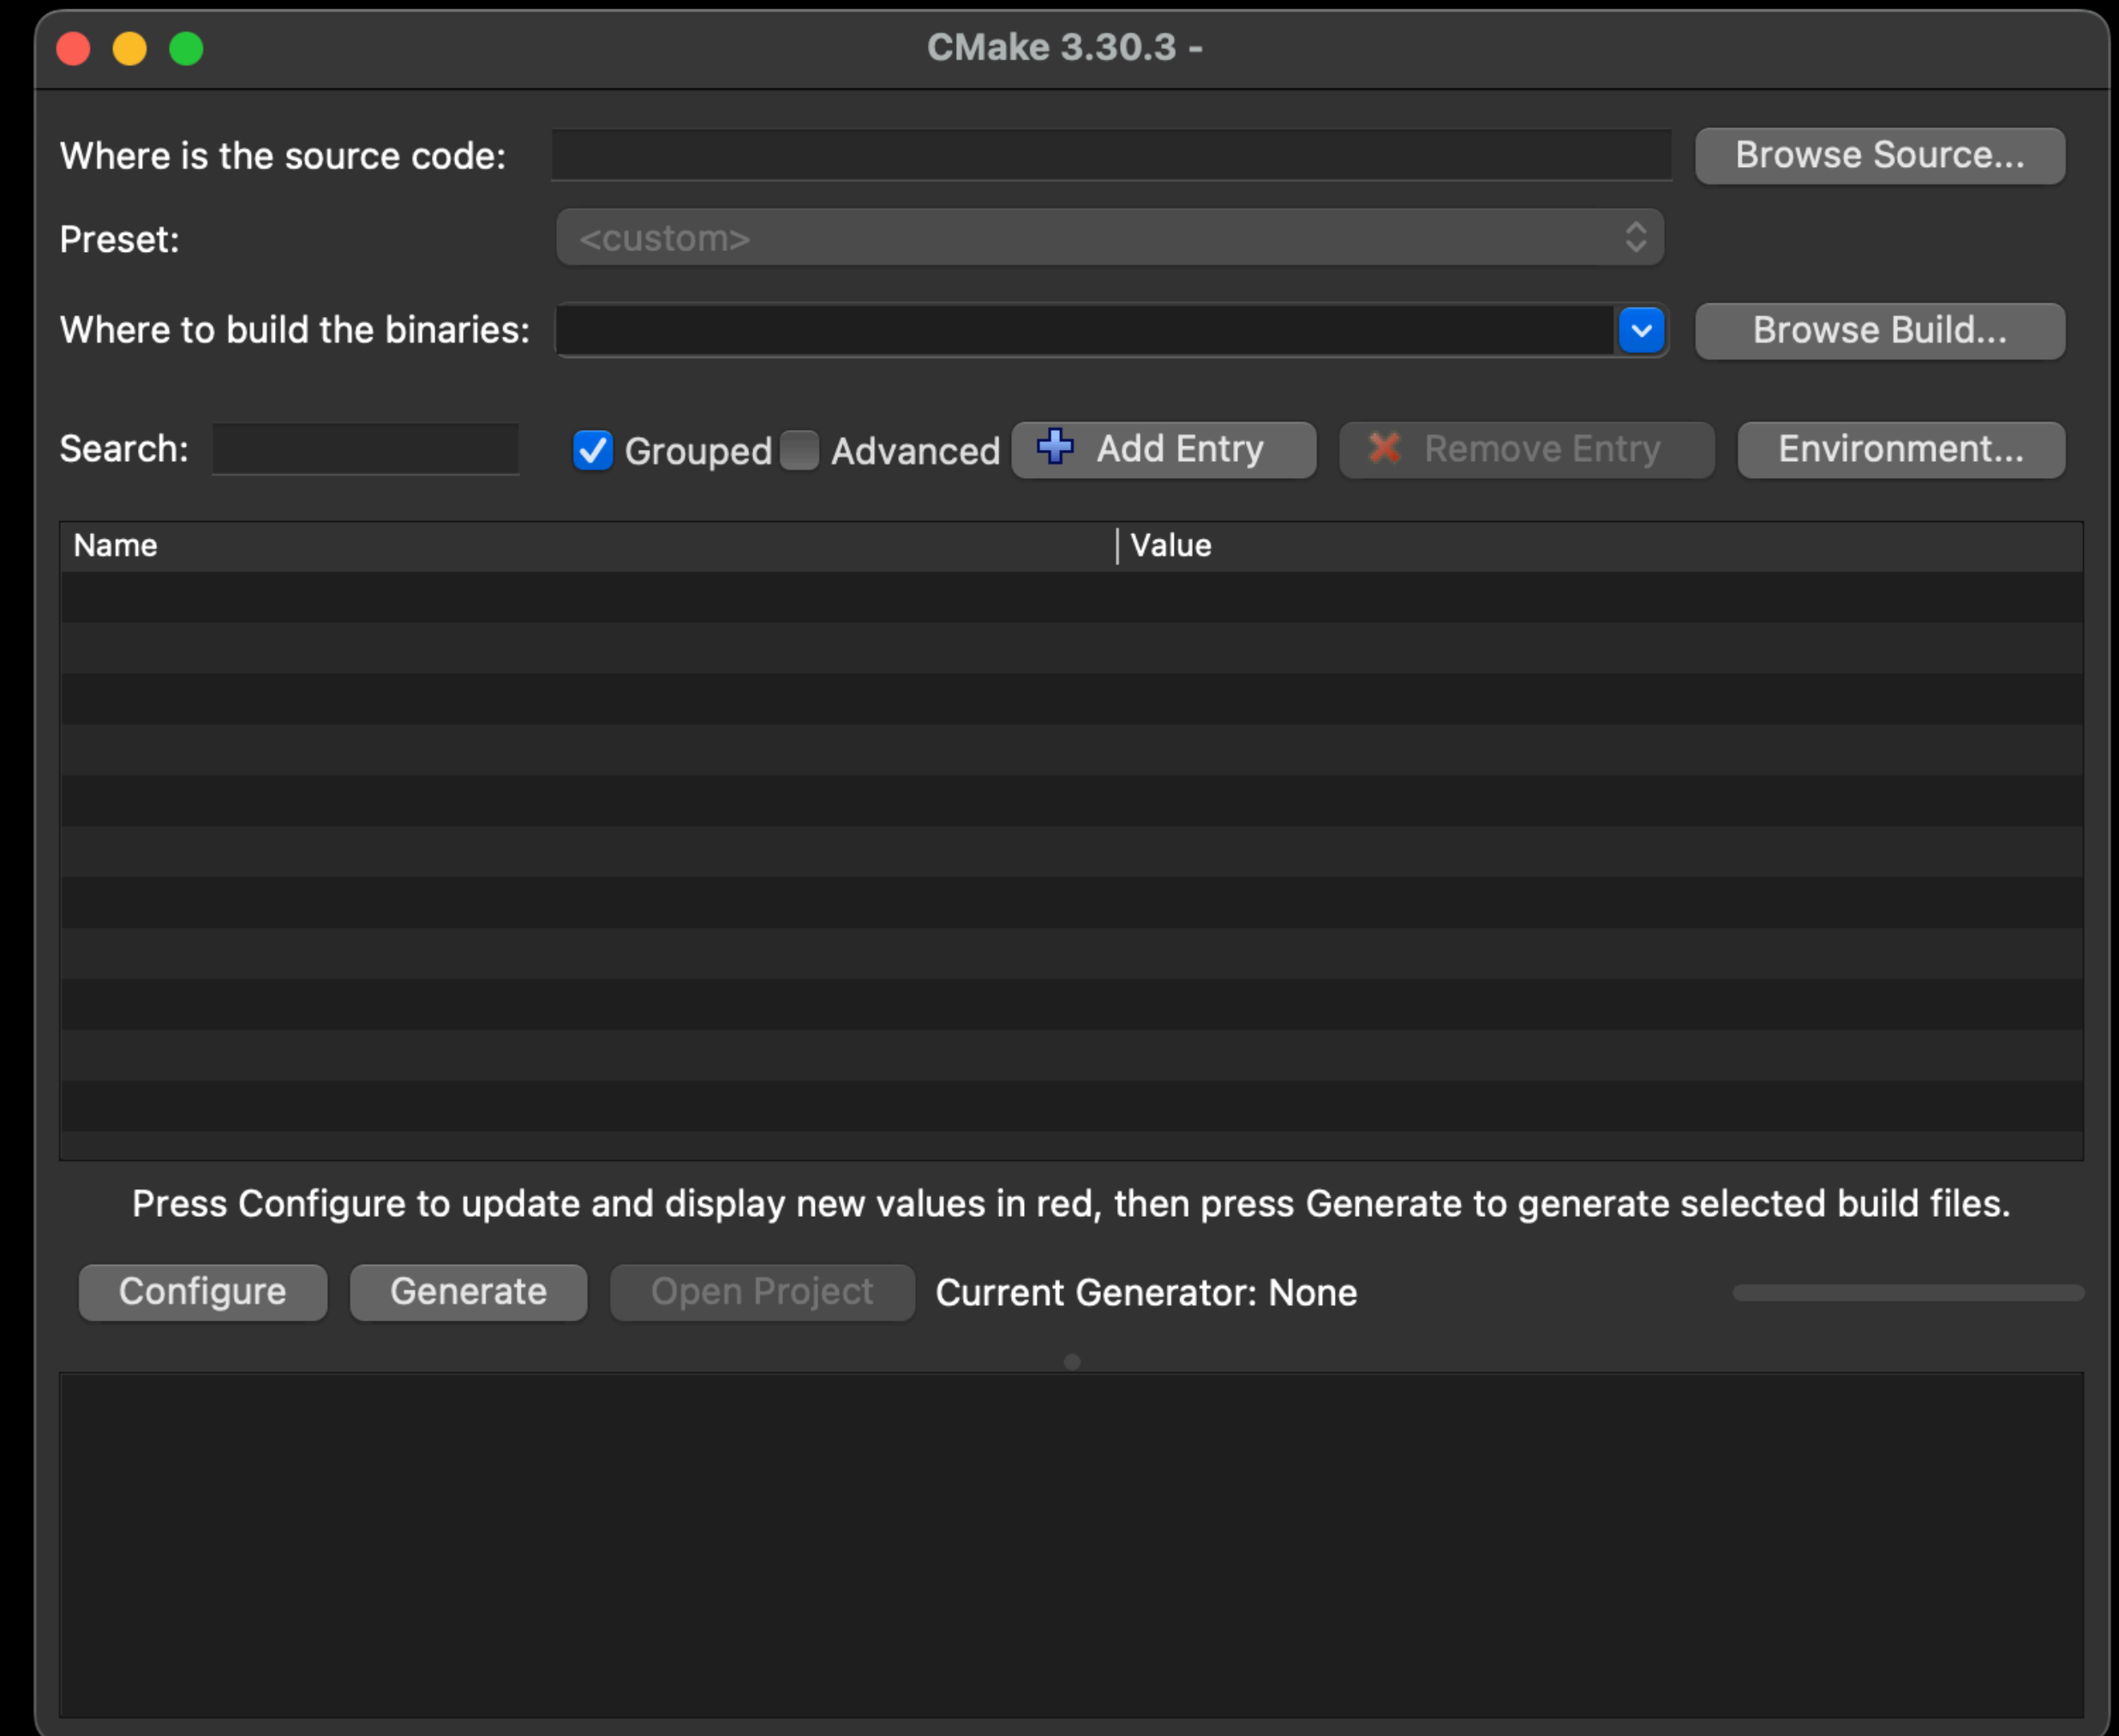 CMake 3.30.3 -
Where is the source code:
Browse Source...
Preset:
<custom>
Where to build the binaries:
Browse Build...
Search:
Grouped
Advanced
Add Entry
Remove Entry
Environment...
Name
Value
Press Configure to update and display new values in red, then press Generate to generate selected build files.
Configure
Generate
Open Project
Current Generator: None